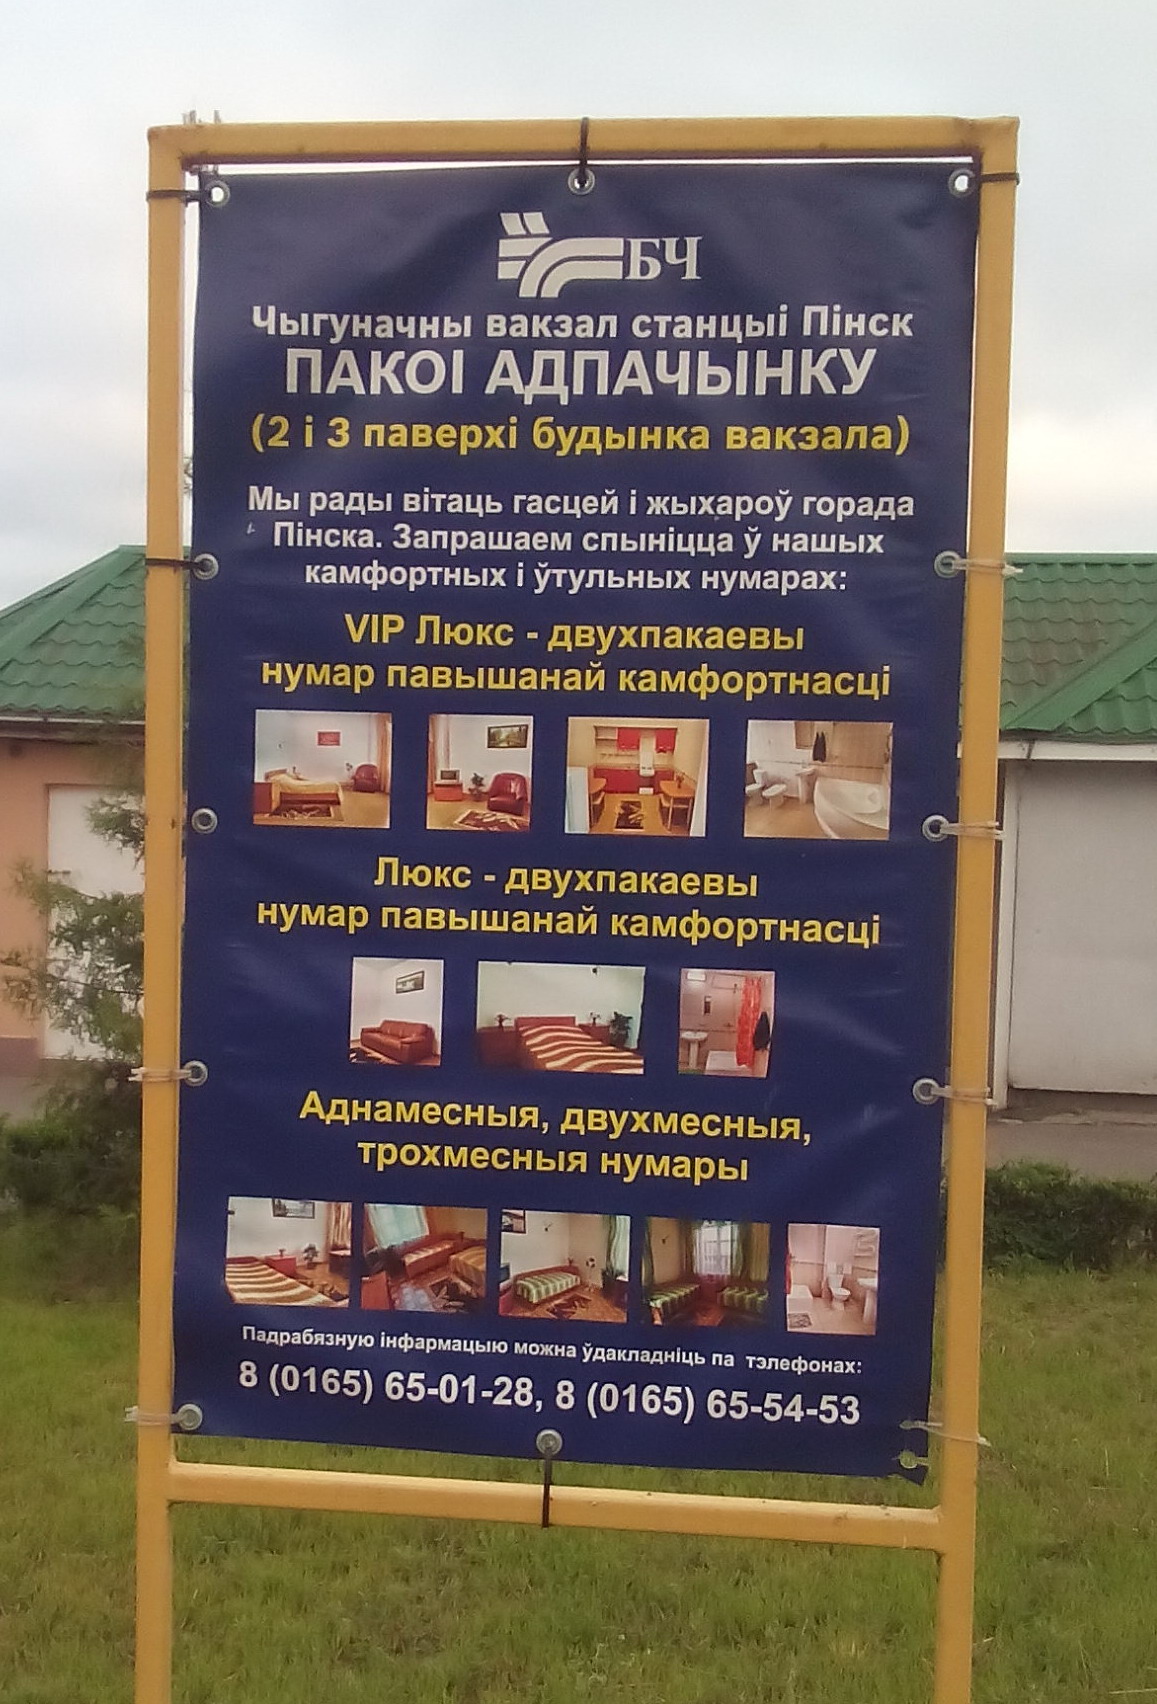 БЧ
Чыгуначны вакзал станцыі Пінск
ПАКОІ АДПАЧЫНКУ
(2 і 3 паверхі будынка вакзала)
Мы рады вітаць гасцей і жыхароў горада
Пінска. Запрашаем спыніцца ў нашых
камфортных і ўтульных нумарах:
VIP Люкс - двухпакаевы
нумар павышанай камфортнасці
Люкс - двухпакаевы
нумар павышанай камфортнасці
Аднамесныя, двухмесныя,
трохмесныя нумары
Падрабязную інфармацыю можна ўдакладніць па тэлефонах:
8 (0165) 65-01-28, 8 (0165) 65-54-53